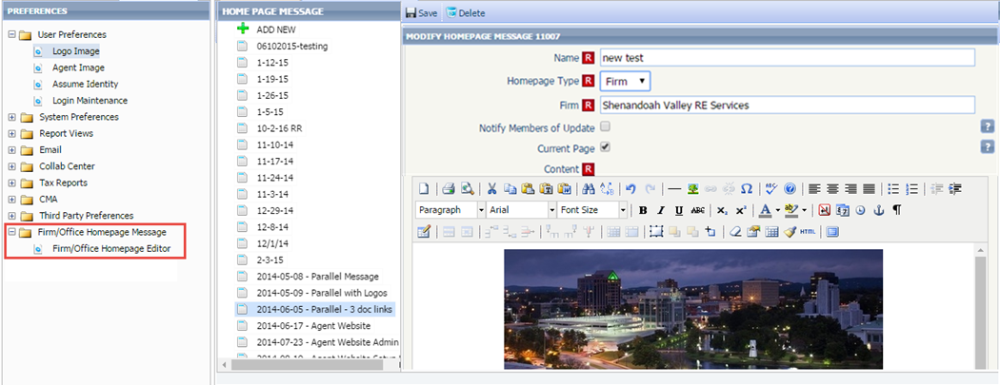 PREFERENCES
User Preferences
Logo Image
Agent Image
Assume Identity
Login Maintenance
System Preferences
Report Views
Email
Collab Center
Tax Reports
CMA
Third Party Preferences
Firm/Office Homepage Message
Firm/Office Homepage Editor
HOME PAGE MESSAGE
ADD NEW
06102015-testing
1-12-15
1-19-15
1-26-15
1-5-15
10-2-16 RR
11-10-14
11-17-14
11-24-14
11-3-14
12-29-14
12-8-14
12/1/14
2-3-15
2014-05-08 - Parallel Message
2014-05-09 - Parallel with Logos
2014-06-05 - Parallel - 3 doc links
2014-06-17 - Agent Website
2014-07-23 - Agent Website Admin
Save Delete
MODIFY HOMEPAGE MESSAGE 11007
Name R new test
Homepage Type R Firm
Firm R Shenandoah Valley RE Services
Notify Members of Update ?
Current Page ?
Content R
Paragraph Arial Font Size B I U ABC X₂ X² A ab
HTML